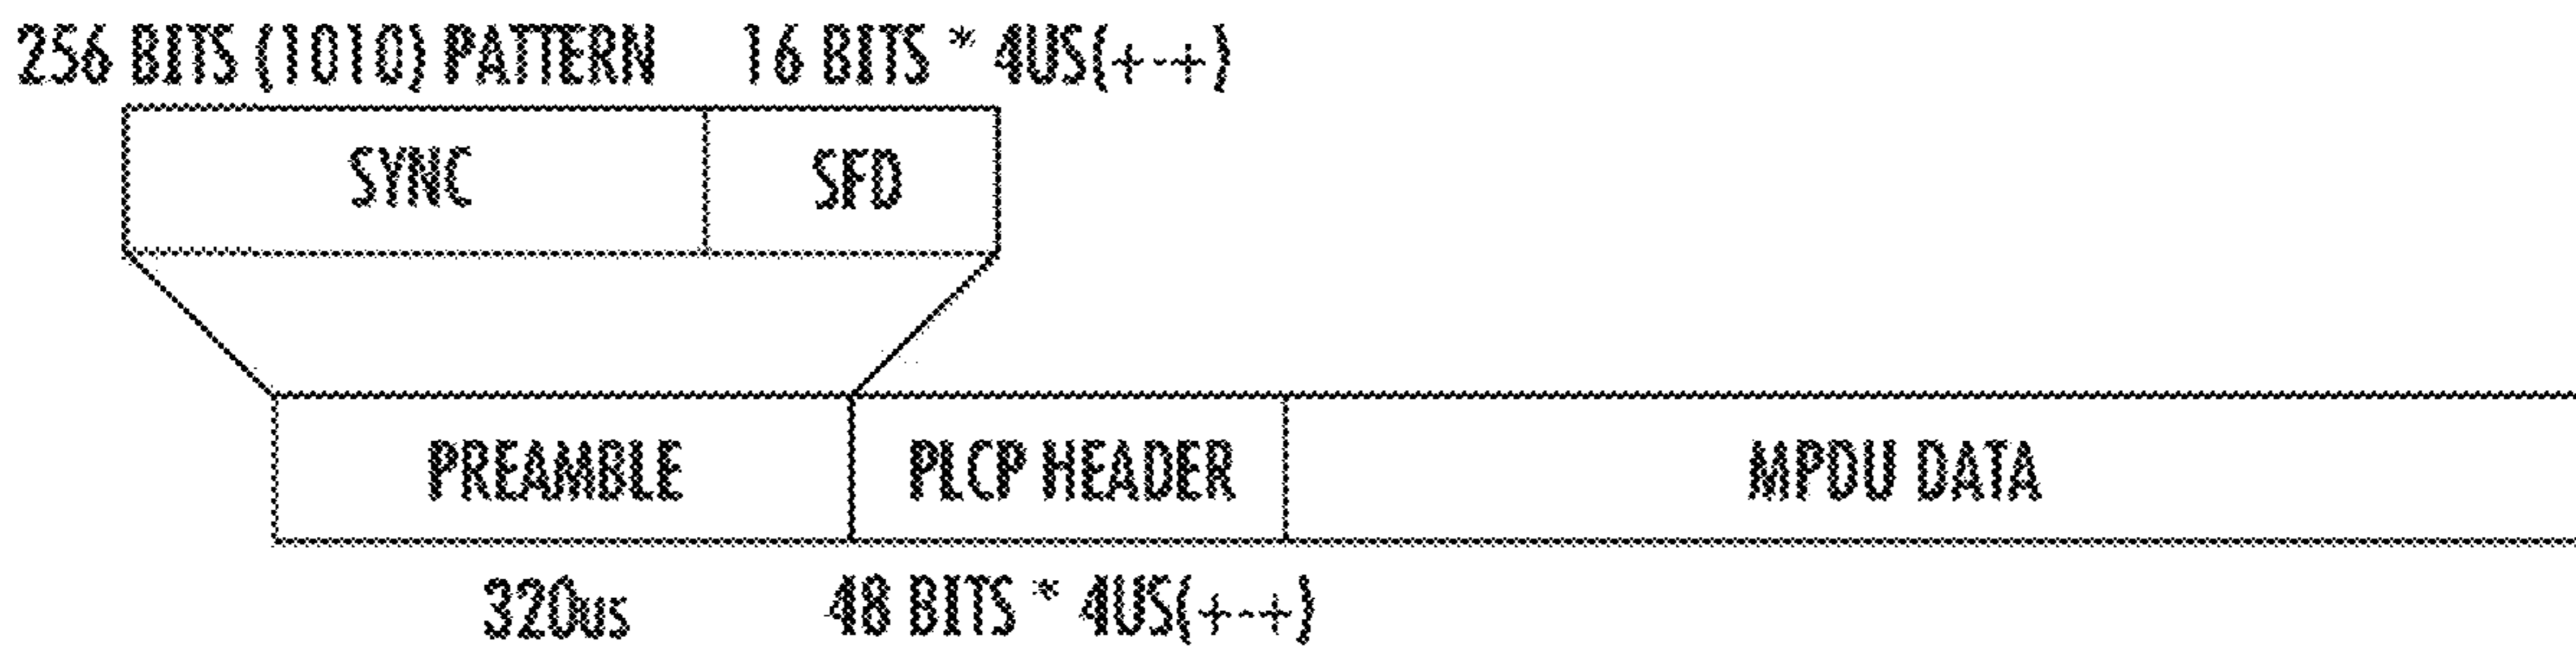 256 BITS (1010) PATTERN 16 BITS * 4US(+-+)
SYNC SFD
PREAMBLE PLCP HEADER MPDU DATA
320us 48 BITS * 4US(+-+)